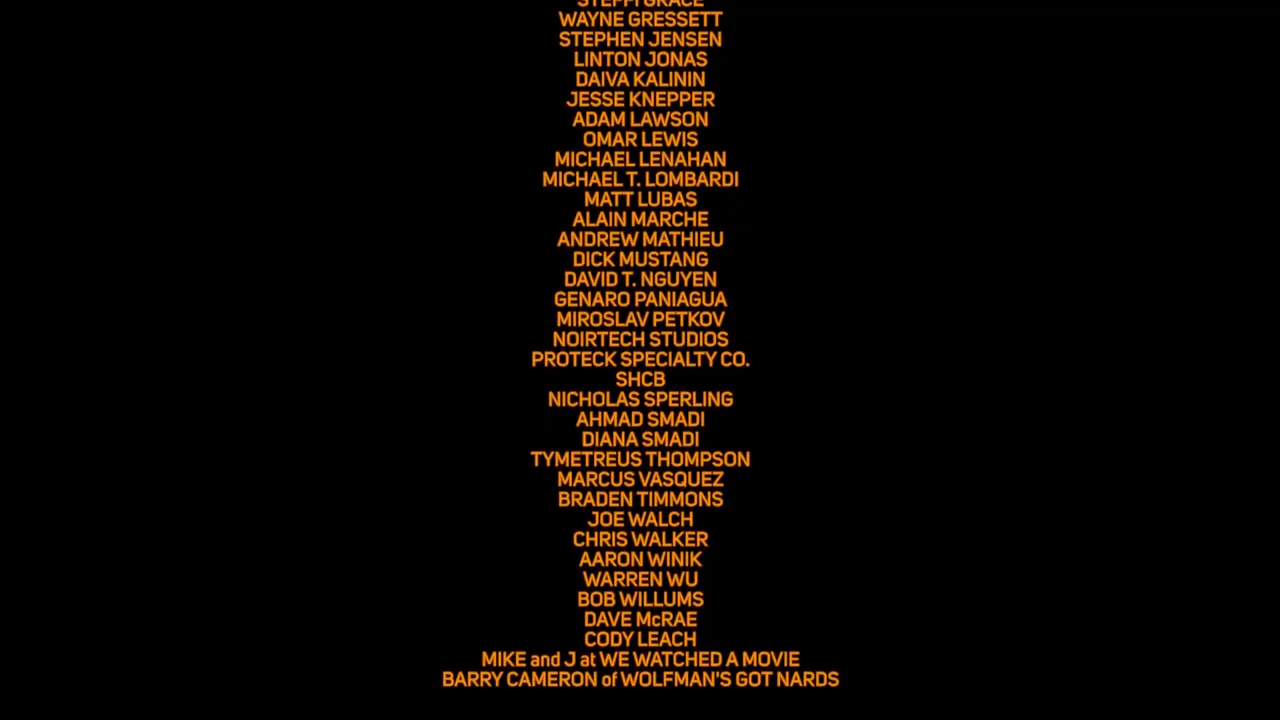 STEFFI GRACE
WAYNE GRESSETT
STEPHEN JENSEN
LINTON JONAS
DAIVA KALININ
JESSE KNEPPER
ADAM LAWSON
OMAR LEWIS
MICHAEL LENAHAN
MICHAEL T. LOMBARDI
MATT LUBAS
ALAIN MARCHE
ANDREW MATHIEU
DICK MUSTANG
DAVID T. NGUYEN
GENARO PANIAGUA
MIROSLAV PETKOV
NOIRTECH STUDIOS
PROTECK SPECIALTY CO.
SHCB
NICHOLAS SPERLING
AHMAD SMADI
DIANA SMADI
TYMETREUS THOMPSON
MARCUS VASQUEZ
BRADEN TIMMONS
JOE WALCH
CHRIS WALKER
AARON WINIK
WARREN WU
BOB WILLUMS
DAVE McRAE
CODY LEACH
MIKE and J at WE WATCHED A MOVIE
BARRY CAMERON of WOLFMAN'S GOT NARDS